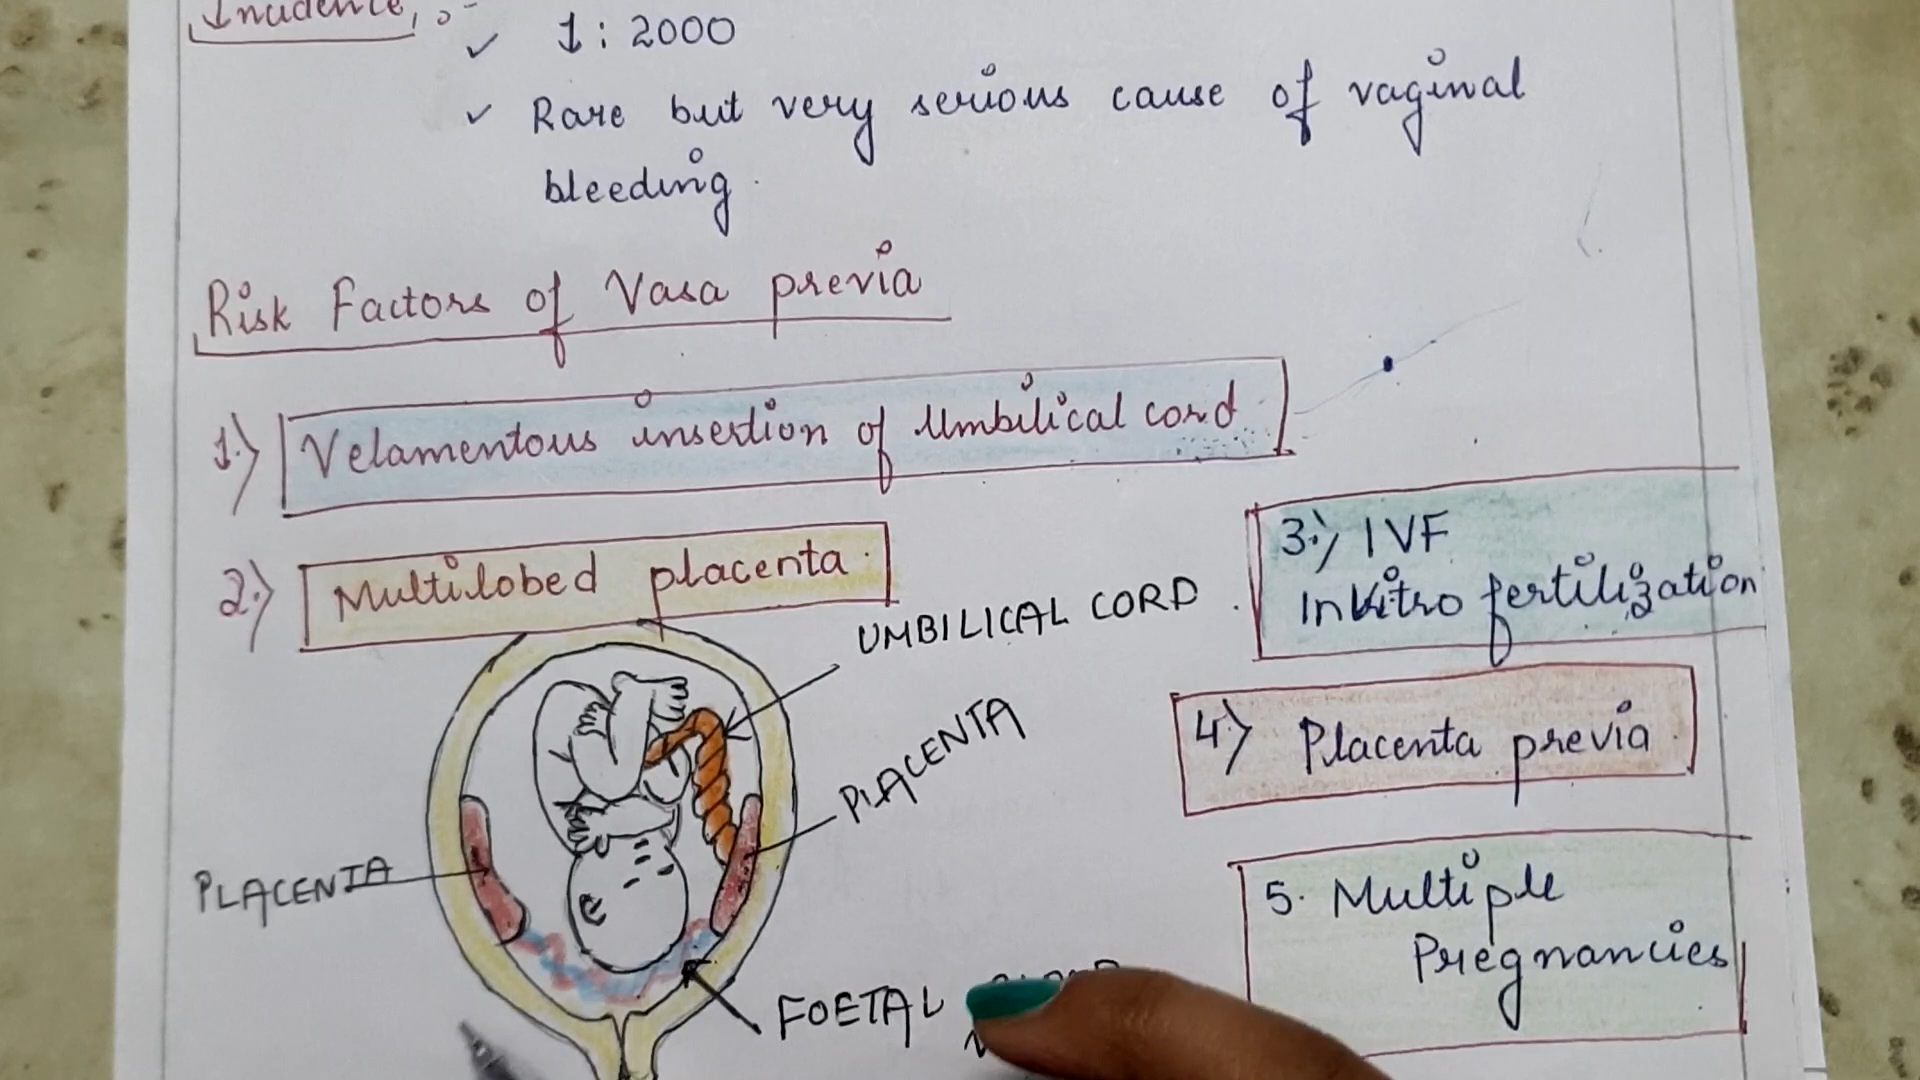 Incidence :-
✓ 1 : 2000
✓ Rare but very serious cause of vaginal
bleeding.
Risk Factors of Vasa previa
1.) Velamentous insertion of Umbilical cord
2.) Multilobed placenta.
3.) IVF
InVitro fertilization
4.) Placenta previa
5. Multiple
Pregnancies
UMBILICAL CORD
PLACENTA
PLACENTA
FOETAL